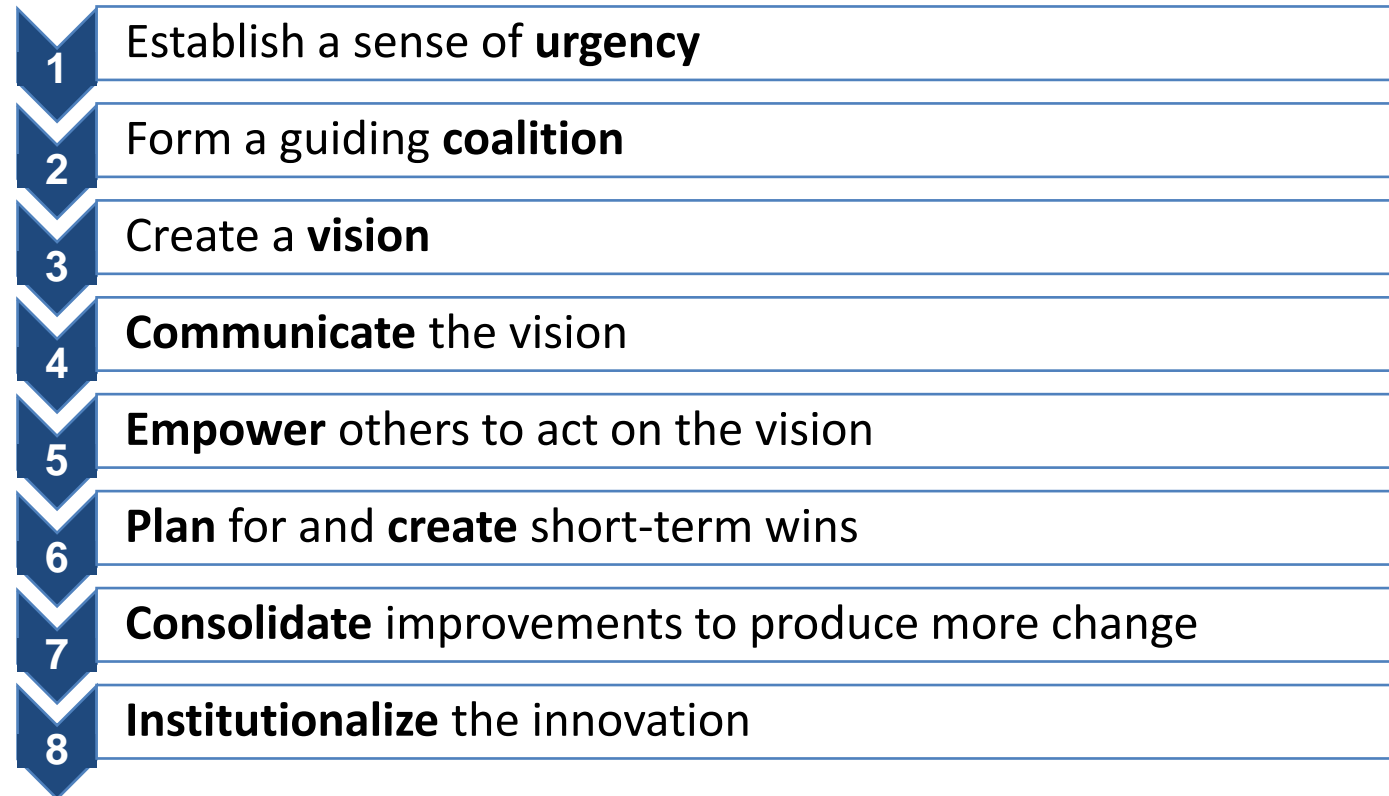 1 Establish a sense of urgency
2 Form a guiding coalition
3 Create a vision
4 Communicate the vision
5 Empower others to act on the vision
6 Plan for and create short-term wins
7 Consolidate improvements to produce more change
8 Institutionalize the innovation